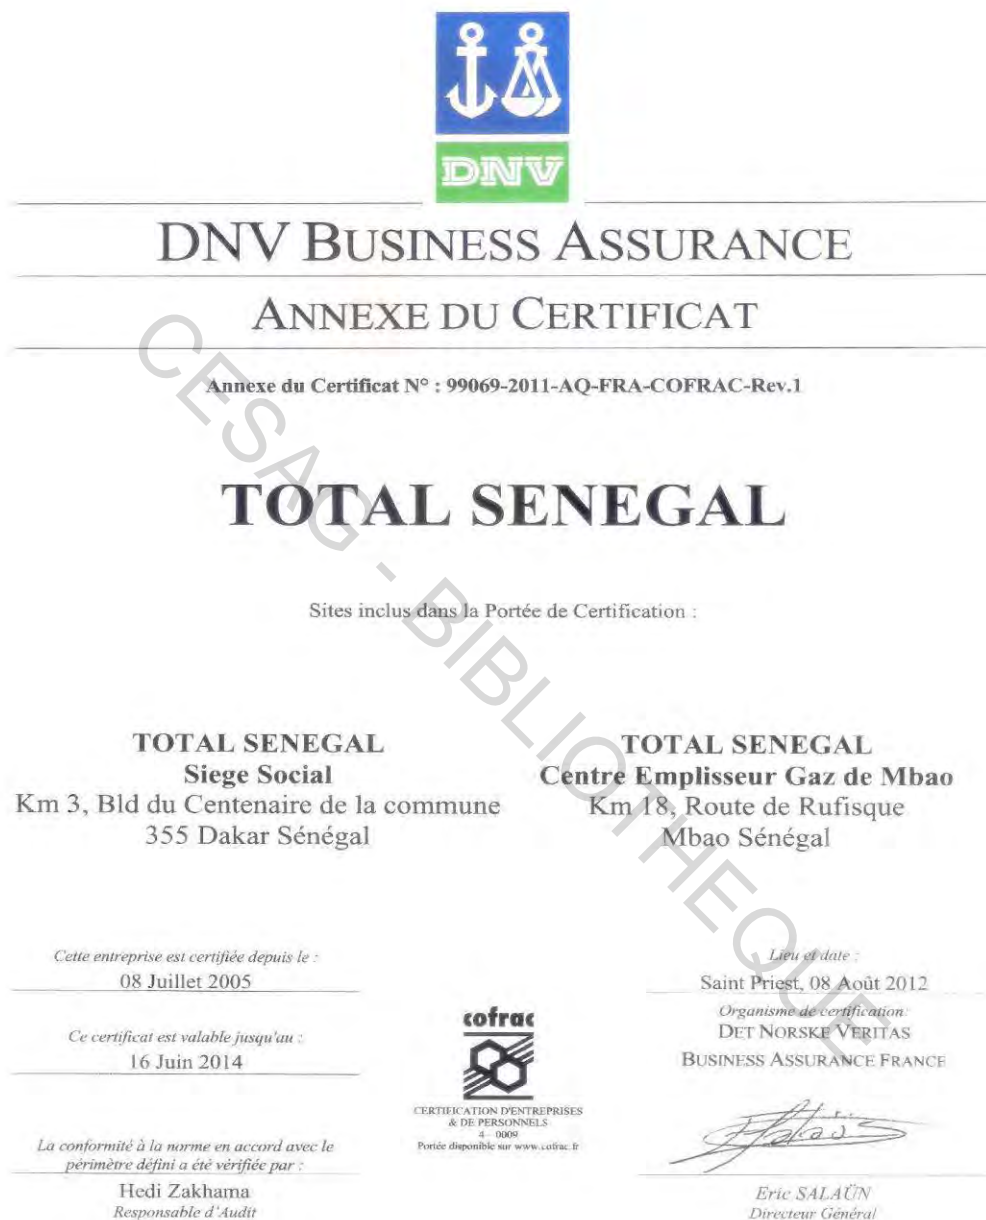 DNV
DNV BUSINESS ASSURANCE
ANNEXE DU CERTIFICAT
Annexe du Certificat N° : 99069-2011-AQ-FRA-COFRAC-Rev.1
TOTAL SENEGAL
Sites inclus dans la Portée de Certification :
TOTAL SENEGAL
Siege Social
Km 3, Bld du Centenaire de la commune
355 Dakar Sénégal
TOTAL SENEGAL
Centre Emplisseur Gaz de Mbao
Km 18, Route de Rufisque
Mbao Sénégal
Cette entreprise est certifiée depuis le :
08 Juillet 2005
Ce certificat est valable jusqu'au :
16 Juin 2014
La conformité à la norme en accord avec le
périmètre défini a été vérifiée par :
Hedi Zakhama
Responsable d'Audit
cofrac
CERTIFICATION D'ENTREPRISES
& DE PERSONNELS
4 - 0009
Portée disponible sur www.cofrac.fr
Lieu et date :
Saint Priest, 08 Août 2012
Organisme de certification:
DET NORSKE VERITAS
BUSINESS ASSURANCE FRANCE
Eric SALAÜN
Directeur Général
CESAG - BIBLIOTHEQUE